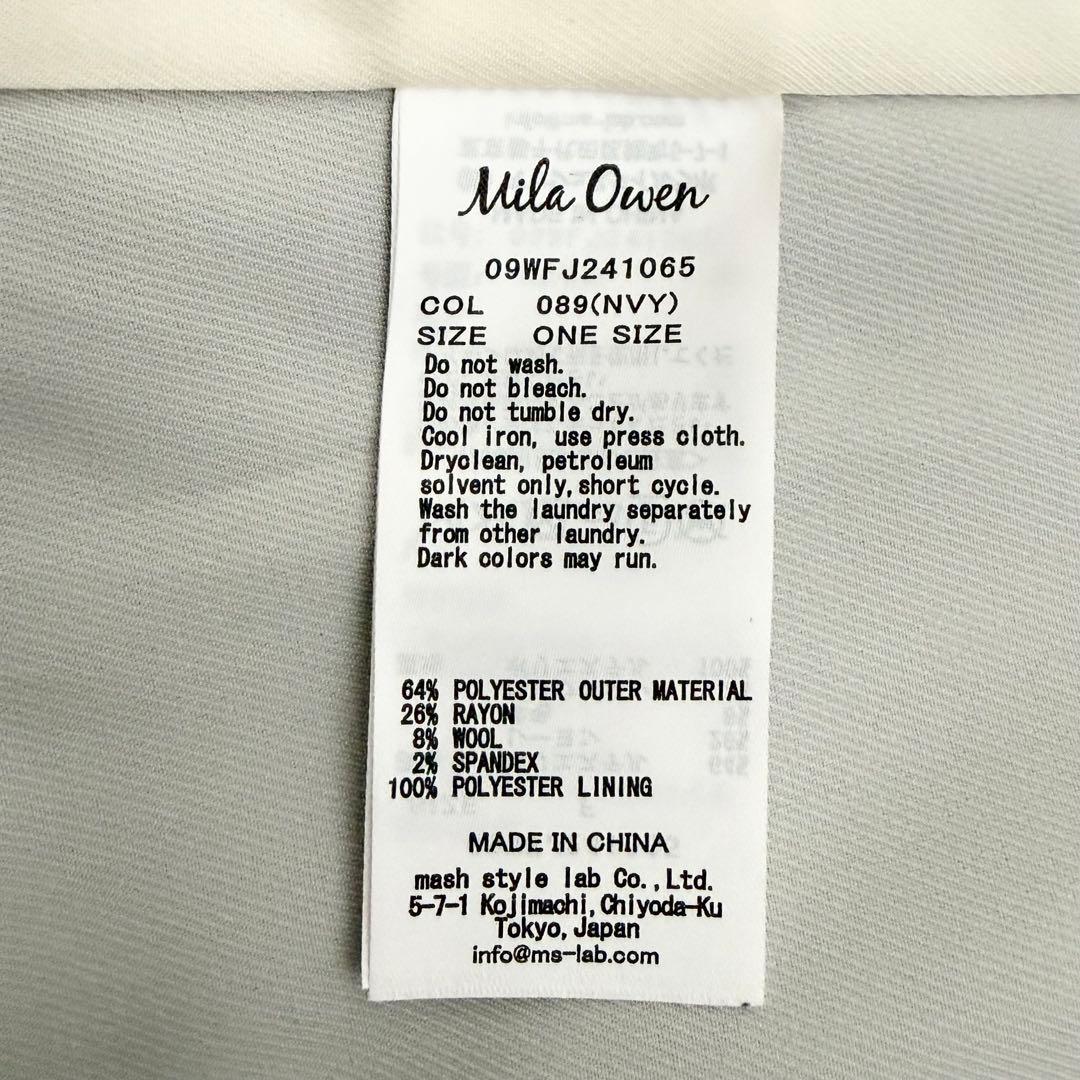 Mila Owen
09WFJ241065
COL 089(NVY)
SIZE ONE SIZE
Do not wash.
Do not bleach.
Do not tumble dry.
Cool iron, use press cloth.
Dryclean, petroleum
solvent only,short cycle.
Wash the laundry separately
from other laundry.
Dark colors may run.
64% POLYESTER OUTER MATERIAL
26% RAYON
8% WOOL
2% SPANDEX
100% POLYESTER LINING
MADE IN CHINA
mash style lab Co.,Ltd.
5-7-1 Kojimachi,Chiyoda-Ku
Tokyo,Japan
info@ms-lab.com